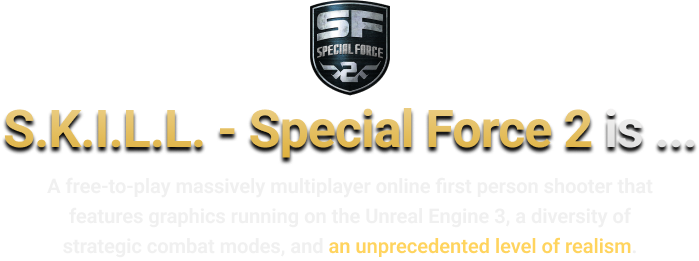 SF
SPECIAL FORCE
2
S.K.I.L.L. - Special Force 2 is ...
A free-to-play massively multiplayer online first person shooter that
features graphics running on the Unreal Engine 3, a diversity of
strategic combat modes, and an unprecedented level of realism.